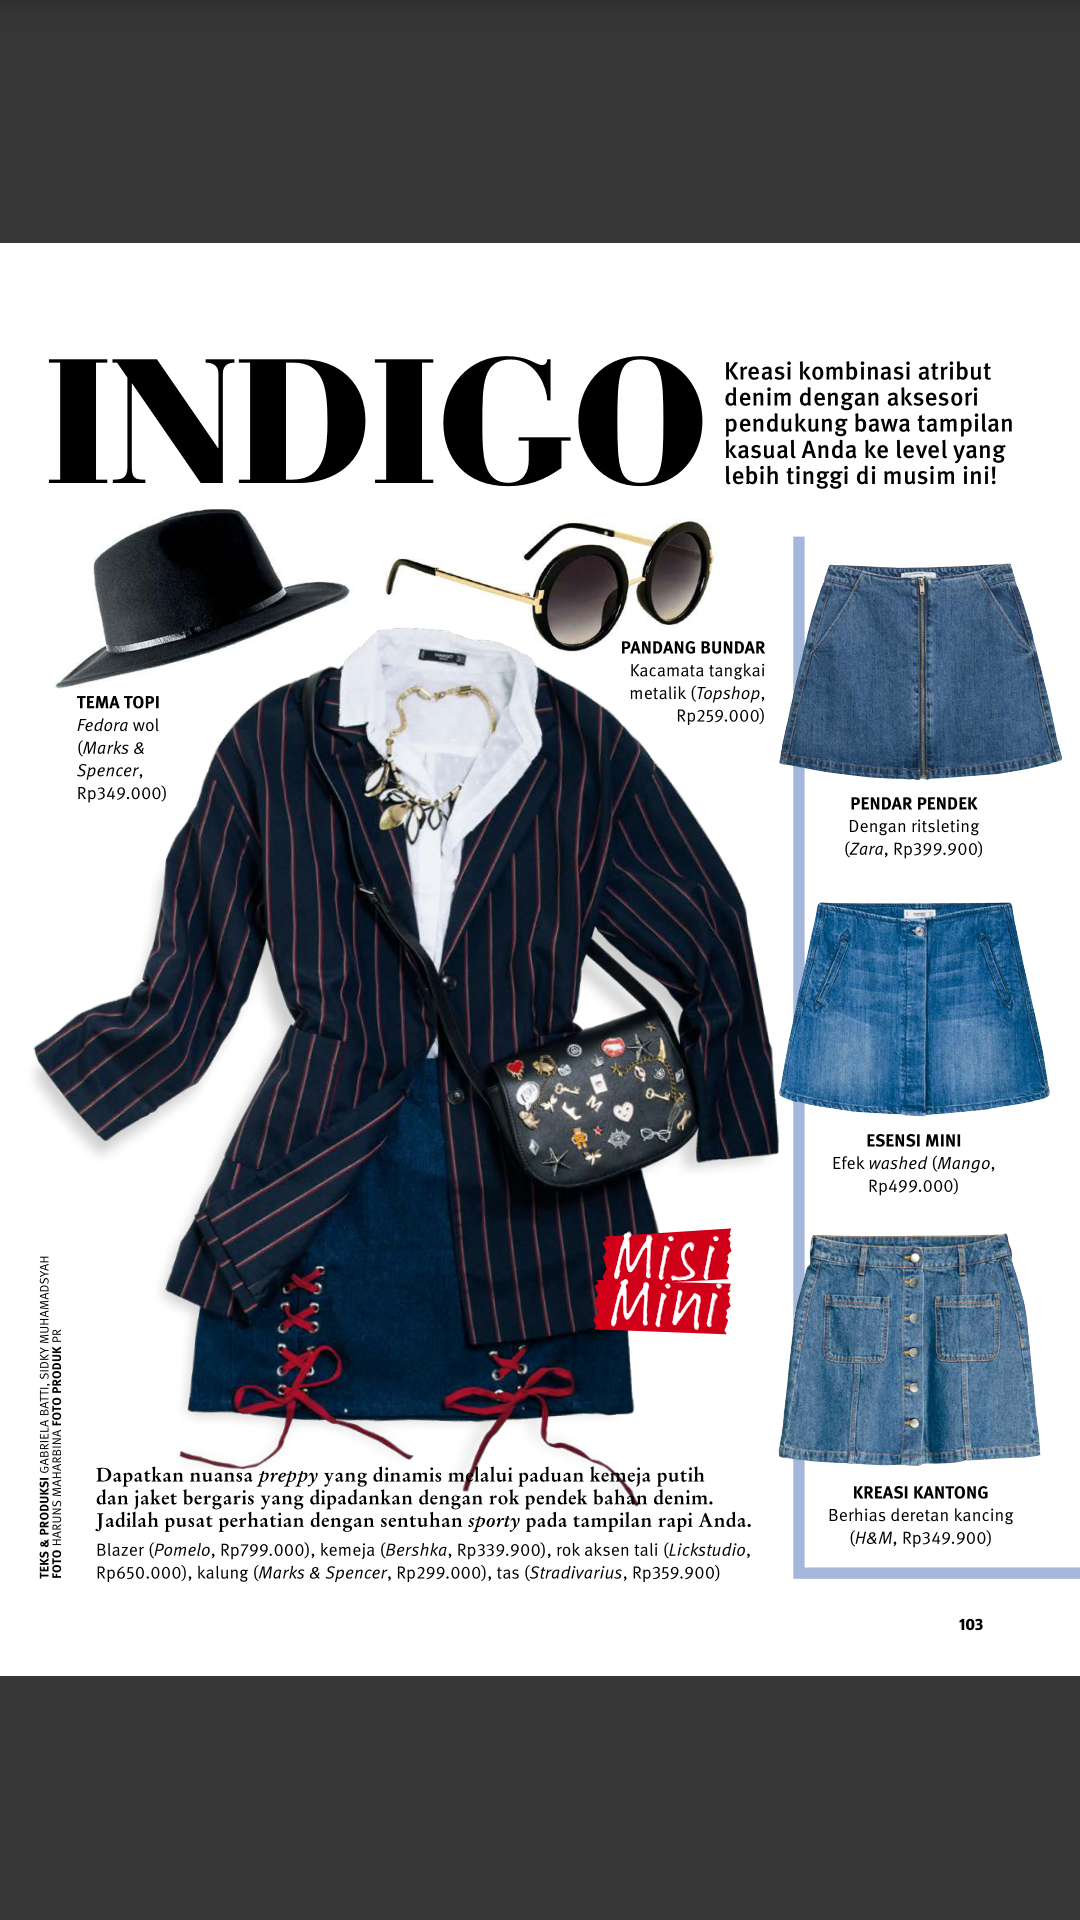 INDIGO
Kreasi kombinasi atribut
denim dengan aksesori
pendukung bawa tampilan
kasual Anda ke level yang
lebih tinggi di musim ini!
TEMA TOPI
Fedora wol
(Marks &
Spencer,
Rp349.000)
PANDANG BUNDAR
Kacamata tangkai
metalik (Topshop,
Rp259.000)
PENDAR PENDEK
Dengan ritsleting
(Zara, Rp399.900)
ESENSI MINI
Efek washed (Mango,
Rp499.000)
KREASI KANTONG
Berhias deretan kancing
(H&M, Rp349.900)
Misi
Mini
Dapatkan nuansa preppy yang dinamis melalui paduan kemeja putih
dan jaket bergaris yang dipadankan dengan rok pendek bahan denim.
Jadilah pusat perhatian dengan sentuhan sporty pada tampilan rapi Anda.
Blazer (Pomelo, Rp799.000), kemeja (Bershka, Rp339.900), rok aksen tali (Lickstudio,
Rp650.000), kalung (Marks & Spencer, Rp299.000), tas (Stradivarius, Rp359.900)
TEKS & PRODUKSI GABRIELA BATTI, SIDKY MUHAMADSYAH
FOTO HARUNS MAHARBINA FOTO PRODUK PR
103